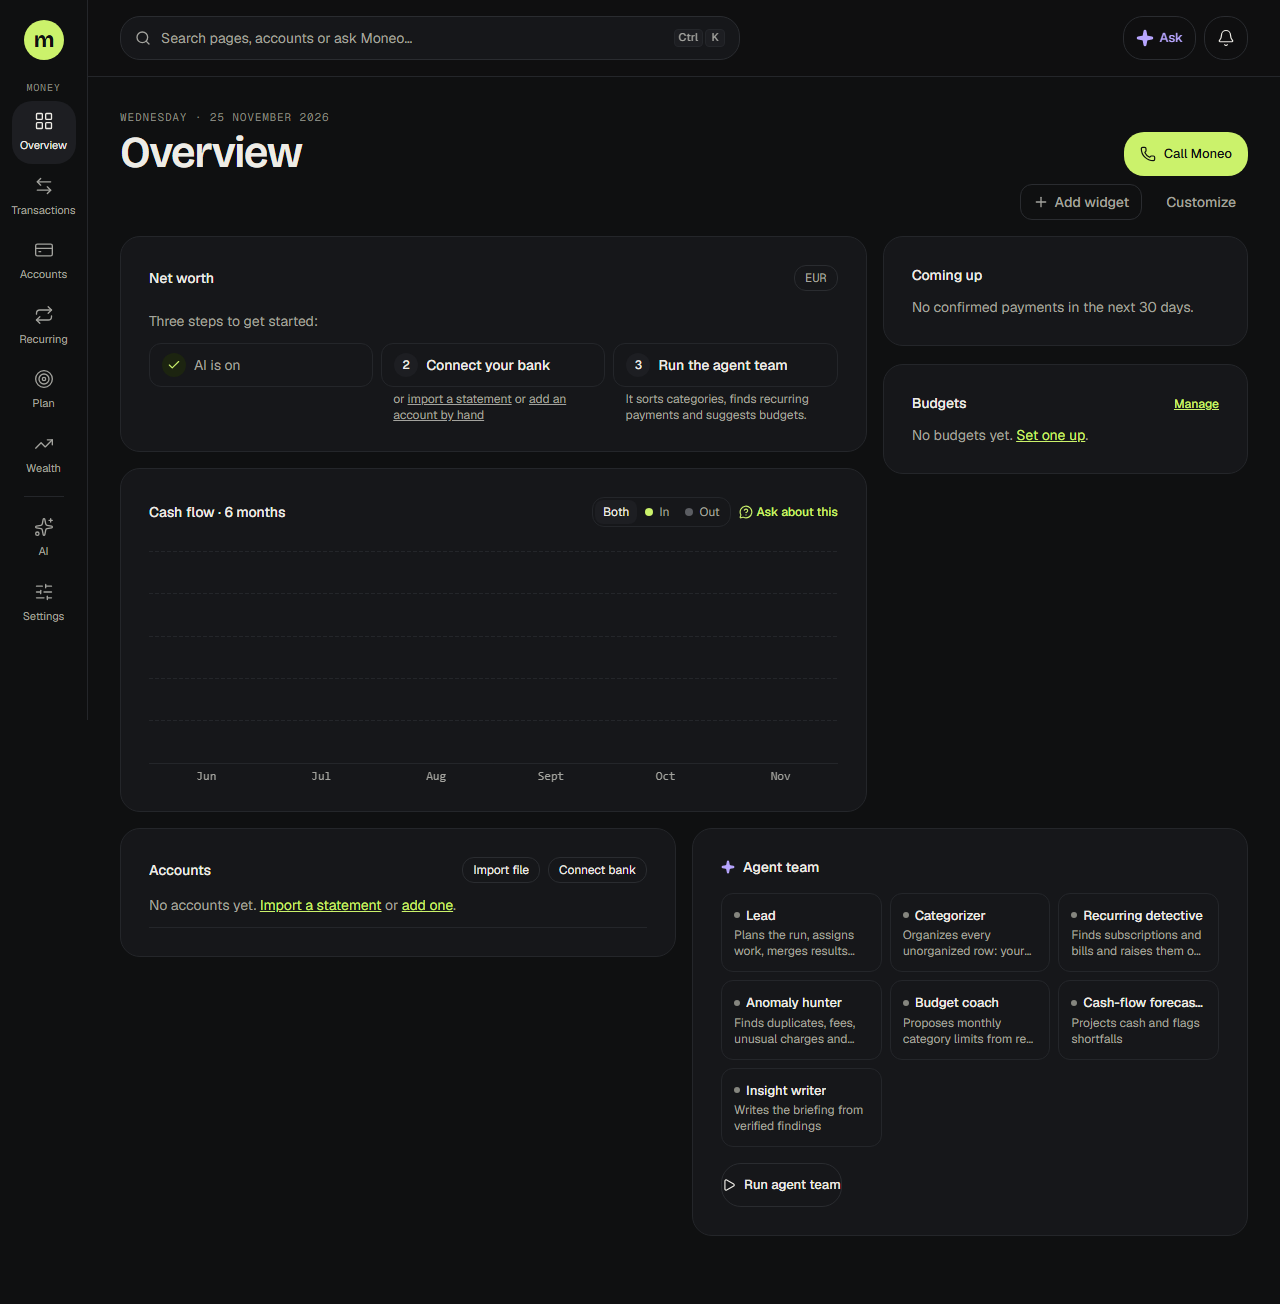 m
Search pages, accounts or ask Moneo...
Ctrl K
Ask
MONEY
Overview
Transactions
Accounts
Recurring
Plan
Wealth
AI
Settings
WEDNESDAY · 25 NOVEMBER 2026
Overview
Call Moneo
Add widget
Customize
Net worth
EUR
Three steps to get started:
AI is on
2 Connect your bank
or import a statement or add an
account by hand
3 Run the agent team
It sorts categories, finds recurring
payments and suggests budgets.
Coming up
No confirmed payments in the next 30 days.
Budgets
Manage
No budgets yet. Set one up.
Cash flow · 6 months
Both In Out
Ask about this
Jun Jul Aug Sept Oct Nov
Accounts
Import file
Connect bank
No accounts yet. Import a statement or add one.
Agent team
Lead
Plans the run, assigns
work, merges results...
Categorizer
Organizes every
unorganized row: your...
Recurring detective
Finds subscriptions and
bills and raises them o...
Anomaly hunter
Finds duplicates, fees,
unusual charges and...
Budget coach
Proposes monthly
category limits from re...
Cash-flow forecas...
Projects cash and flags
shortfalls
Insight writer
Writes the briefing from
verified findings
Run agent team